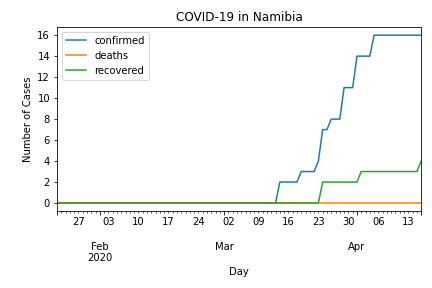 COVID-19 in Namibia
confirmed
deaths
recovered
Number of Cases
16
14
12
10
8
6
4
2
0
27 03 10 17 24 02 09 16 23 30 06 13
Feb Mar Apr
2020
Day